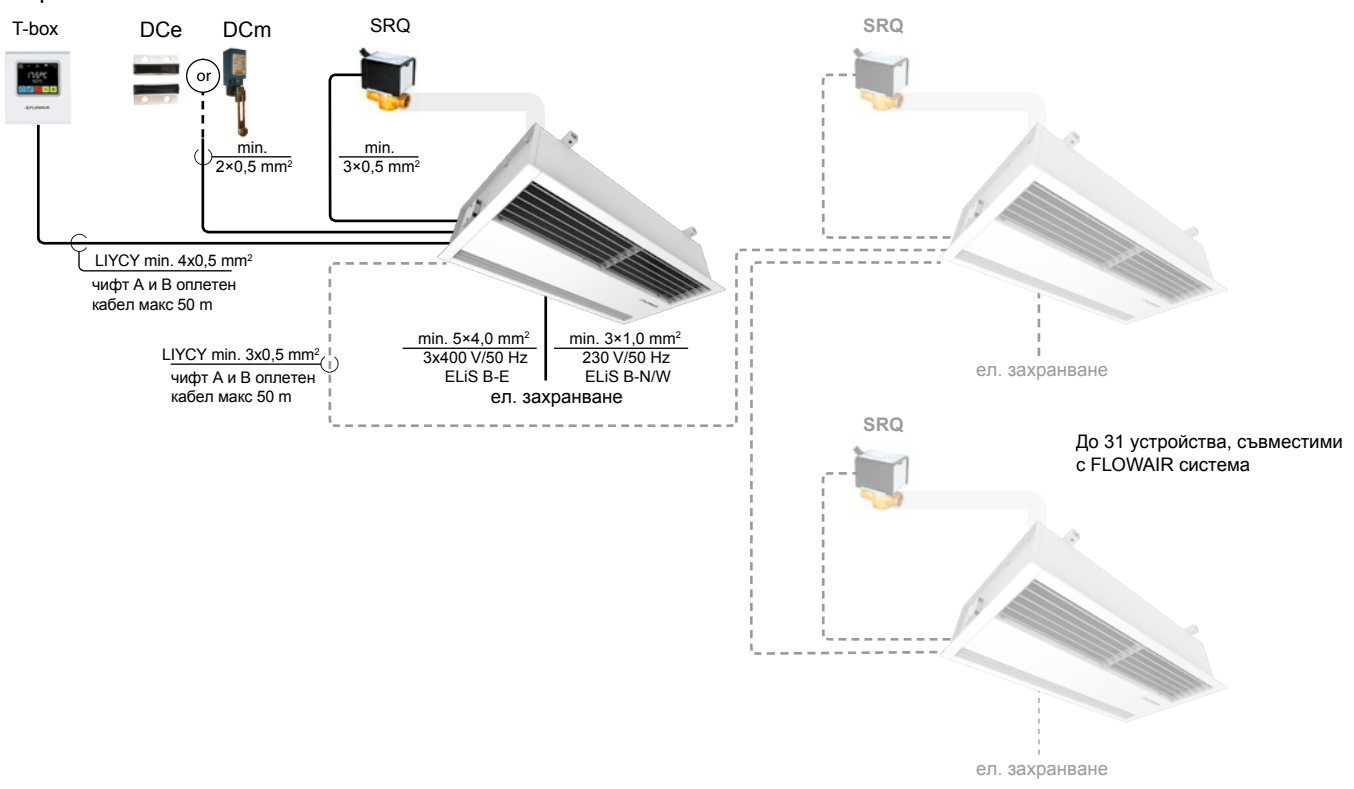 T-box
DCe
DCm
SRQ
or
FLOWAIR
min.
2×0,5 mm²
min.
3×0,5 mm²
LIYCY min. 4x0,5 mm²
чифт A и B оплетен
кабел макс 50 m
LIYCY min. 3x0,5 mm²
чифт A и B оплетен
кабел макс 50 m
min. 5×4,0 mm²
3x400 V/50 Hz
ELiS B-E
min. 3×1,0 mm²
230 V/50 Hz
ELiS B-N/W
ел. захранване
SRQ
ел. захранване
SRQ
До 31 устройства, съвместими
с FLOWAIR система
ел. захранване